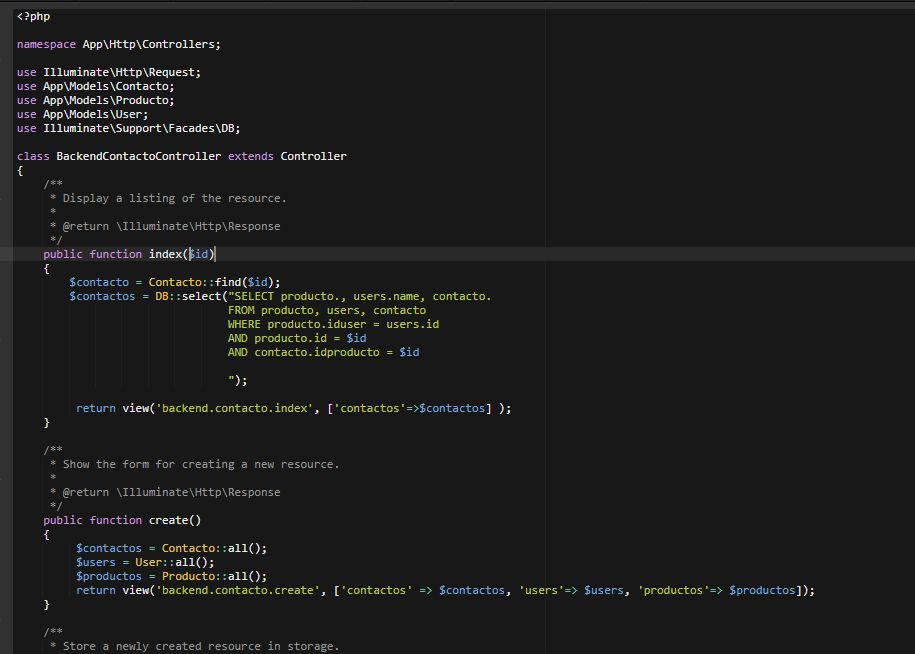 <?php
namespace App\Http\Controllers;
use Illuminate\Http\Request;
use App\Models\Contacto;
use App\Models\Producto;
use App\Models\User;
use Illuminate\Support\Facades\DB;
class BackendContactoController extends Controller
{
/**
* Display a listing of the resource.
*
* @return \Illuminate\Http\Response
*/
public function index($id)
{
$contacto = Contacto::find($id);
$contactos = DB::select("SELECT producto., users.name, contacto.
FROM producto, users, contacto
WHERE producto.iduser = users.id
AND producto.id = $id
AND contacto.idproducto = $id
");
return view('backend.contacto.index', ['contactos'=>$contactos] );
}
/**
* Show the form for creating a new resource.
*
* @return \Illuminate\Http\Response
*/
public function create()
{
$contactos = Contacto::all();
$users = User::all();
$productos = Producto::all();
return view('backend.contacto.create', ['contactos' => $contactos, 'users'=> $users, 'productos'=> $productos]);
}
/**
* Store a newly created resource in storage.